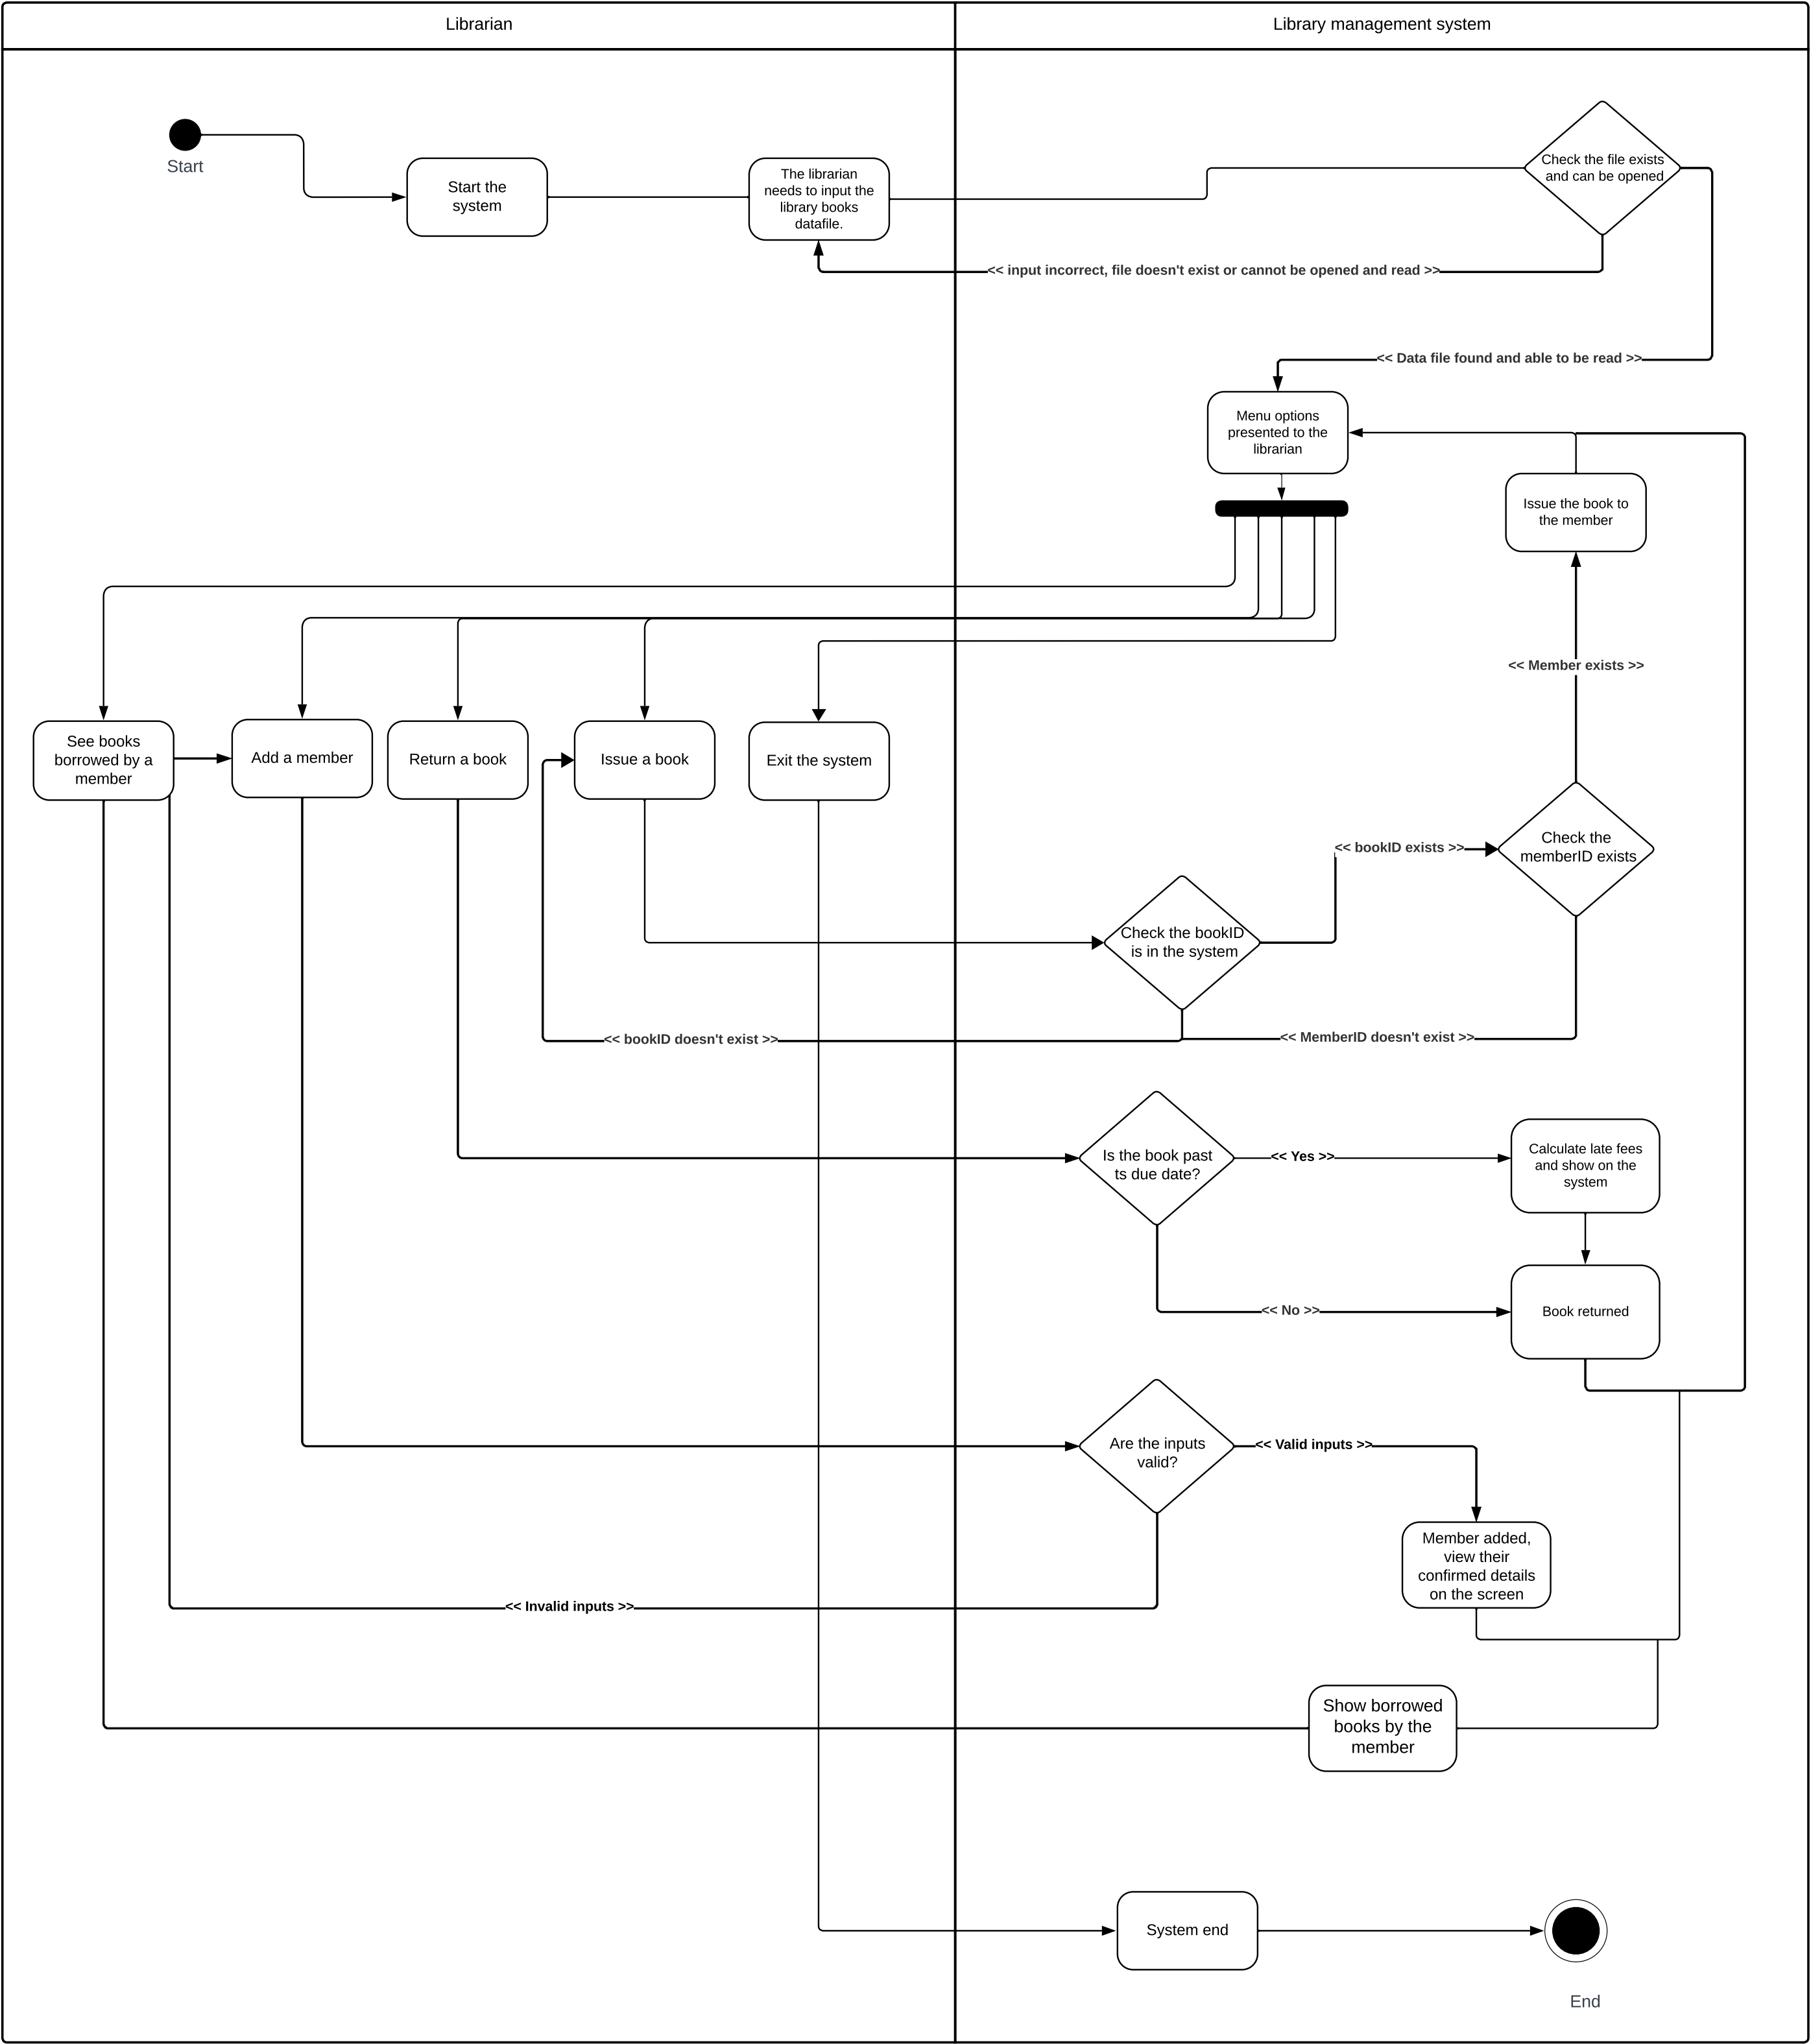 Librarian
Library management system
Start
Start the
system
The librarian
needs to input the
library books
datafile.
Check the file exists
and can be opened
<< input incorrect, file doesn't exist or cannot be opened and read >>
<< Data file found and able to be read >>
Menu options
presented to the
librarian
Issue the book to
the member
<< Member exists >>
See books
borrowed by a
member
Add a member
Return a book
Issue a book
Exit the system
<< bookID exists >>
Check the
memberID exists
Check the bookID
is in the system
<< bookID doesn't exist >>
<< MemberID doesn't exist >>
Is the book past
ts due date?
<< Yes >>
Calculate late fees
and show on the
system
<< No >>
Book returned
Are the inputs
valid?
<< Valid inputs >>
Member added,
view their
confirmed details
on the screen
<< Invalid inputs >>
Show borrowed
books by the
member
System end
End